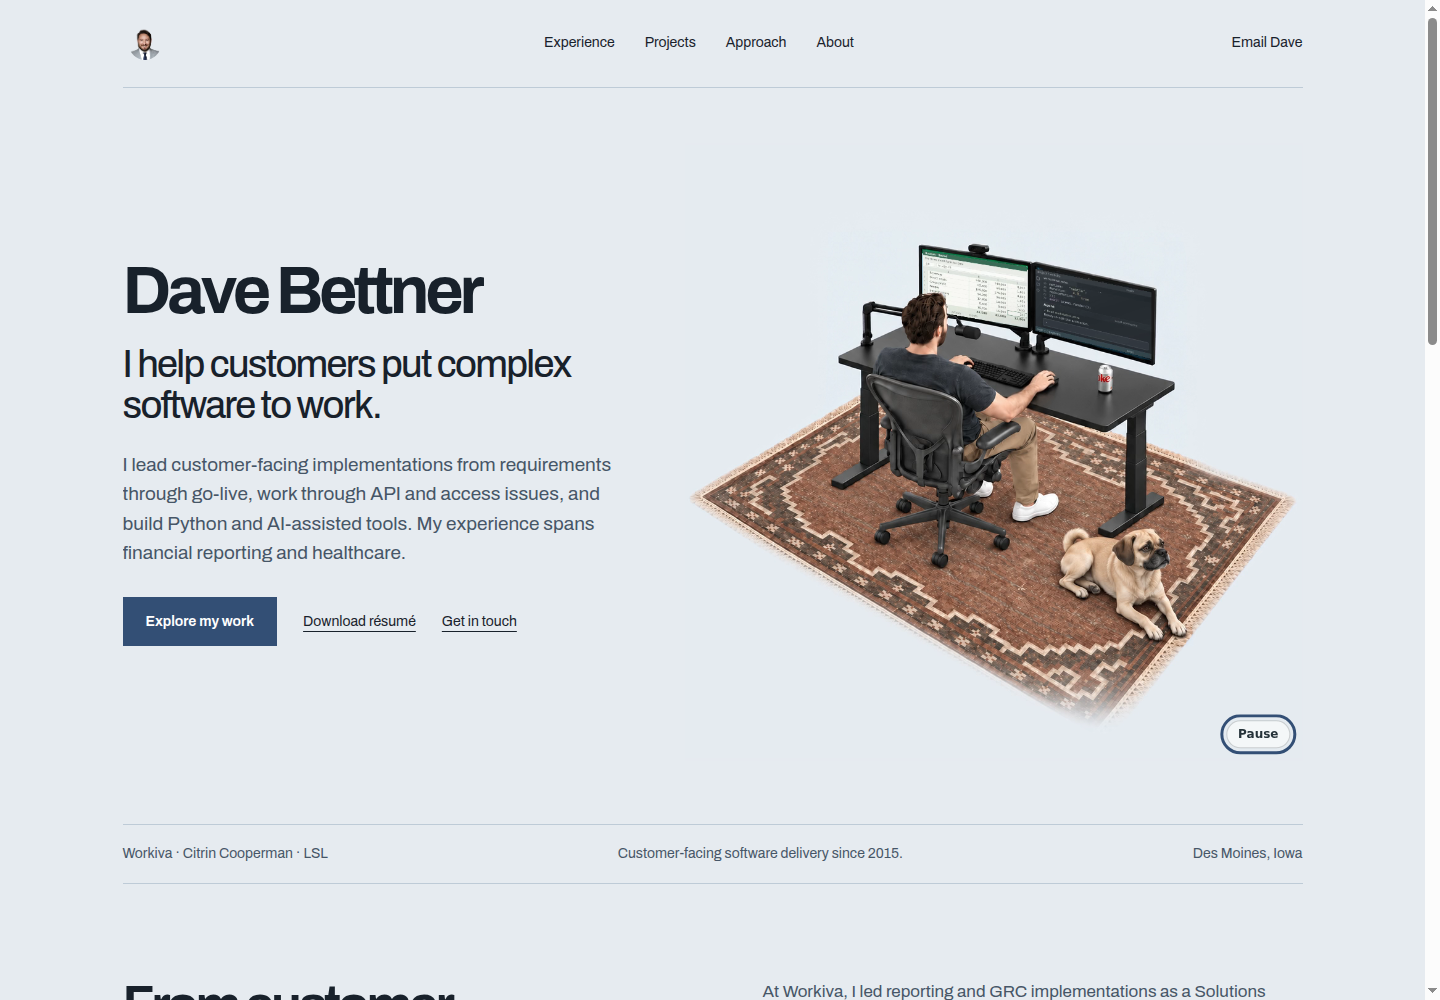 Experience
Projects
Approach
About
Email Dave
Dave Bettner
I help customers put complex
software to work.
I lead customer-facing implementations from requirements
through go-live, work through API and access issues, and
build Python and AI-assisted tools. My experience spans
financial reporting and healthcare.
Explore my work
Download résumé
Get in touch
Pause
Workiva · Citrin Cooperman · LSL
Customer-facing software delivery since 2015.
Des Moines, Iowa
From customer
At Workiva, I led reporting and GRC implementations as a Solutions